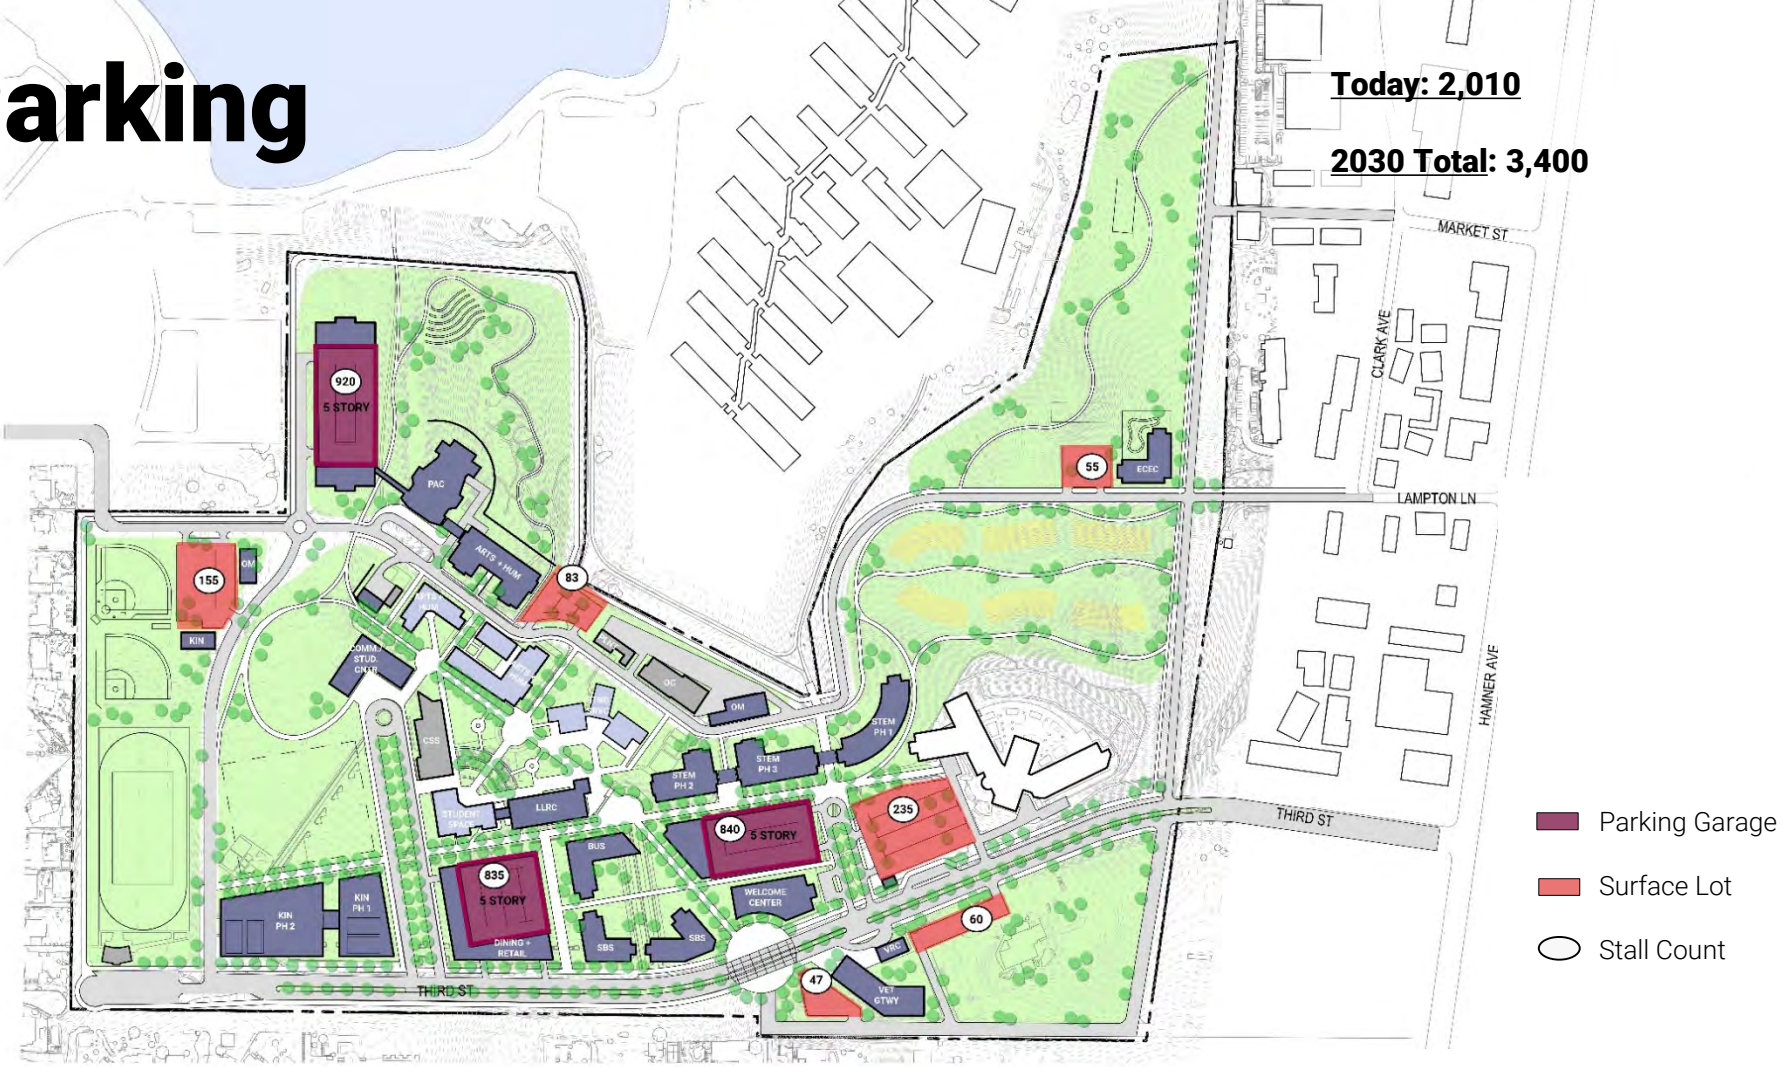 arking
Today: 2,010
2030 Total: 3,400
MARKET ST
CLARK AVE
920
5 STORY
PAC
55
ECEC
LAMPTON LN
ARTS + HUM
OM
155
83
KIN
HUM
COMM./
STUD.
CNTR
HAMNER AVE
OC
OM
STEM
PH 1
CSS
STEM
PH 3
STEM
PH 2
LLRC
STUDENT
SPACE
235
THIRD ST
840
5 STORY
BUS
835
5 STORY
WELCOME
CENTER
KIN
PH 1
KIN
PH 2
60
DINING +
RETAIL
SBS
SBS
VRC
47
VET
GTWY
THIRD ST
Parking Garage
Surface Lot
Stall Count